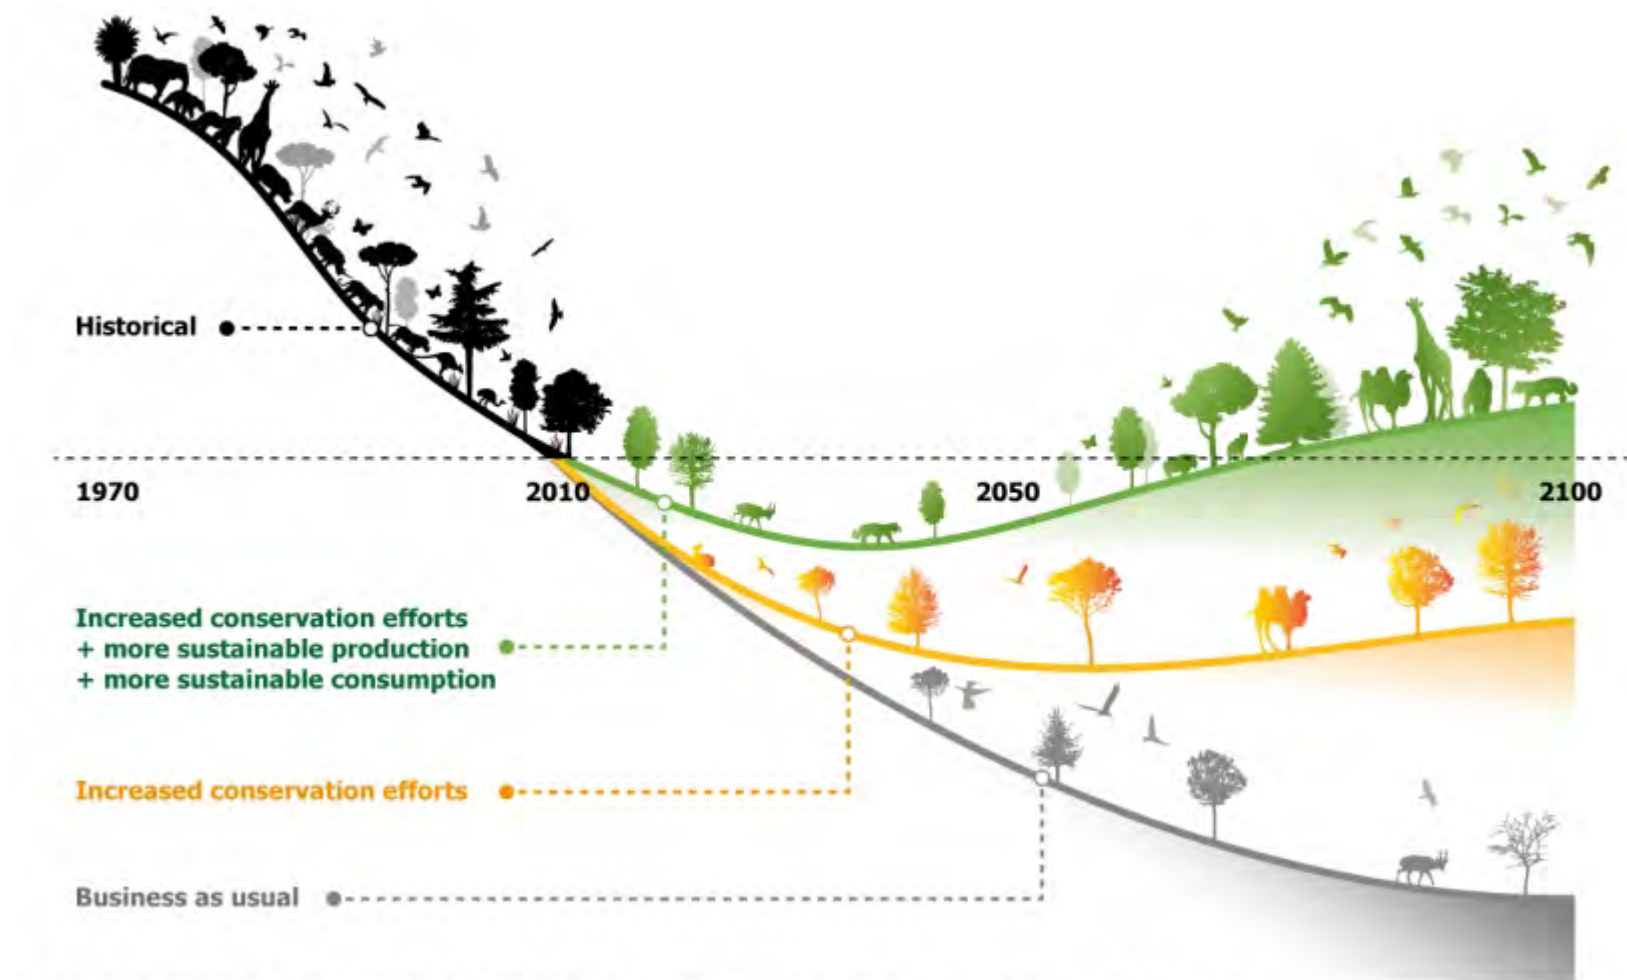 Historical
1970
2010
2050
2100
Increased conservation efforts
+ more sustainable production
+ more sustainable consumption
Increased conservation efforts
Business as usual